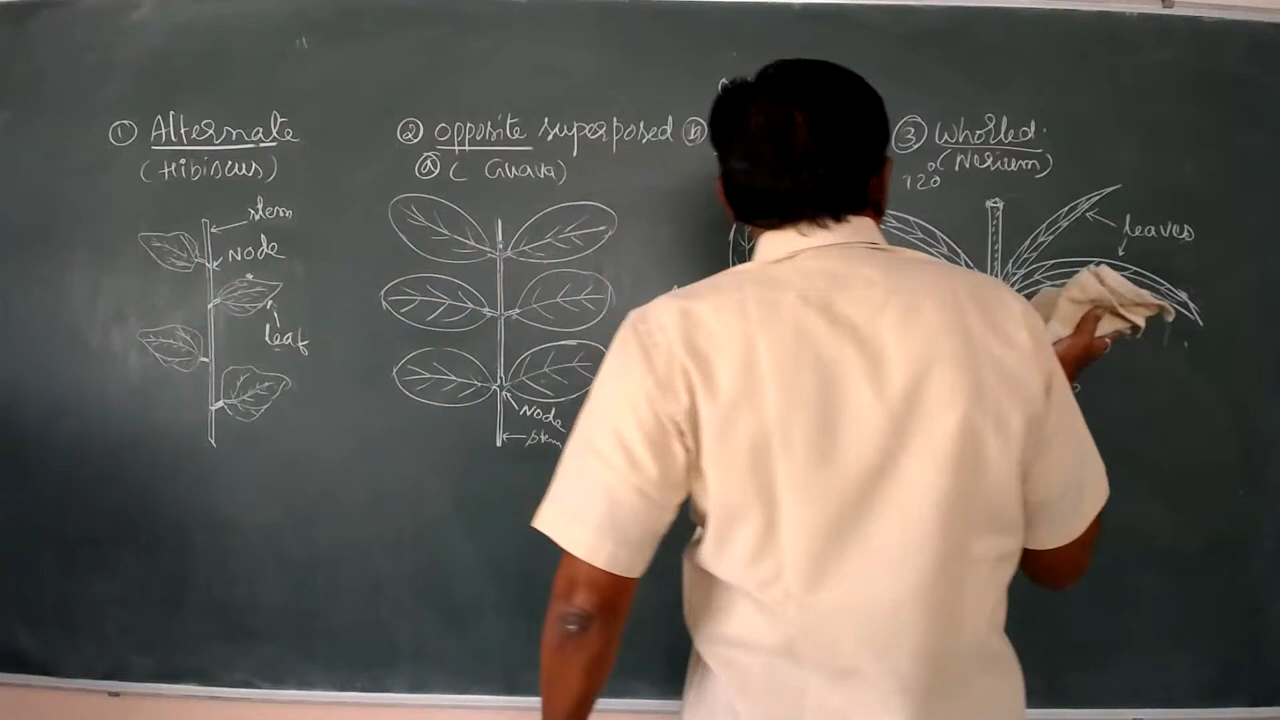 ① Alternate
(Hibiscus)
stem
Node
leaf
② opposite superposed
ⓐ (Guava)
Node
stem
ⓑ
③ Whorled.
(Nerium)
120°
leaves